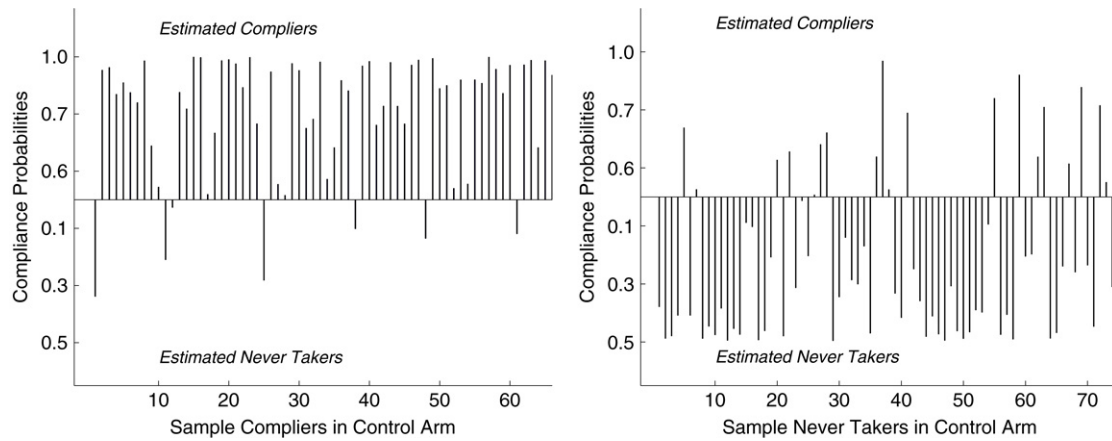 Estimated Compliers
1.0
0.7
0.6
0.1
0.3
0.5
Compliance Probabilities
Estimated Never Takers
10 20 30 40 50 60
Sample Compliers in Control Arm
Estimated Compliers
1.0
0.7
0.6
0.1
0.3
0.5
Compliance Probabilities
Estimated Never Takers
10 20 30 40 50 60 70
Sample Never Takers in Control Arm